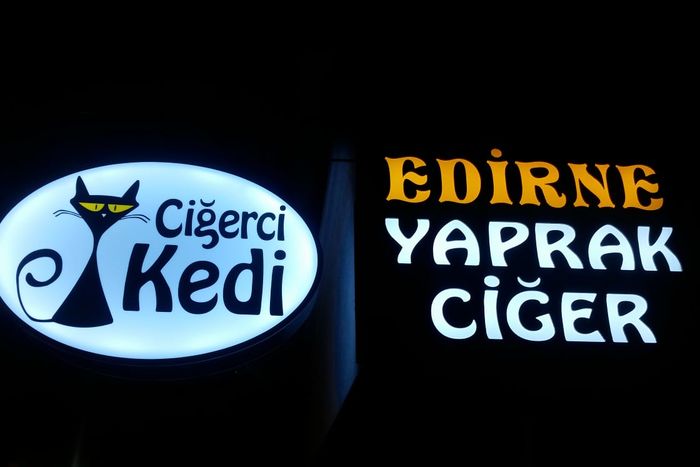 Ciğerci
Kedi
EDİRNE
YAPRAK
CİĞER